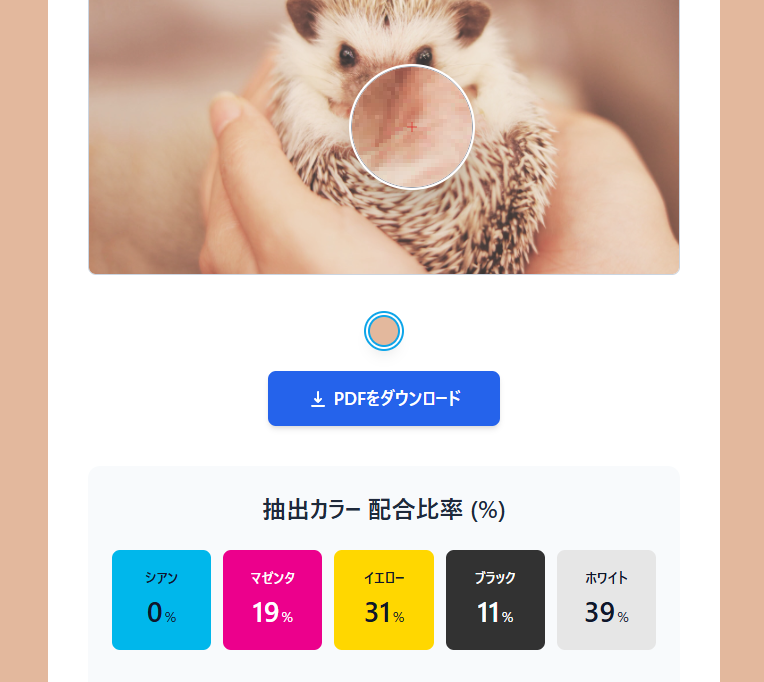 PDFをダウンロード
抽出カラー 配合比率 (%)
シアン
0%
マゼンタ
19%
イエロー
31%
ブラック
11%
ホワイト
39%